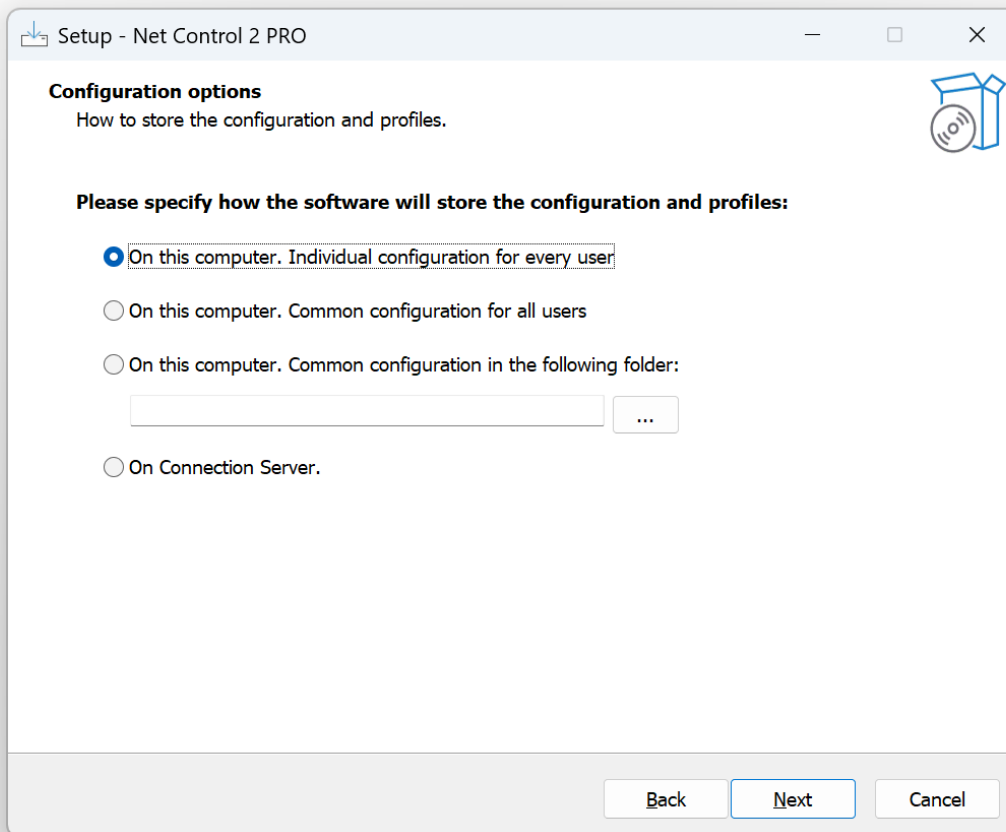 Setup - Net Control 2 PRO
Configuration options
How to store the configuration and profiles.
Please specify how the software will store the configuration and profiles:
On this computer. Individual configuration for every user
On this computer. Common configuration for all users
On this computer. Common configuration in the following folder:
...
On Connection Server.
Back
Next
Cancel